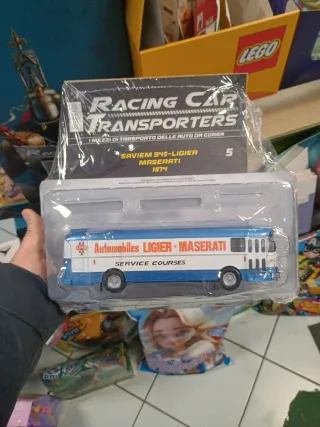 LEGO
RACING CAR
TRANSPORTERS
I MEZZI DI TRASPORTO DELLE AUTO DA CORSA
SAVIEM S45-LIGIER
MASERATI
1974
5
Automobiles LIGIER - MASERATI
SERVICE COURSES